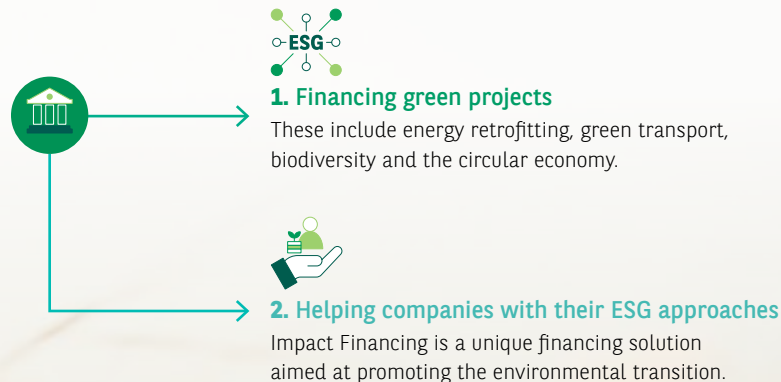 ESG
1. Financing green projects
These include energy retrofitting, green transport,
biodiversity and the circular economy.
2. Helping companies with their ESG approaches
Impact Financing is a unique financing solution
aimed at promoting the environmental transition.